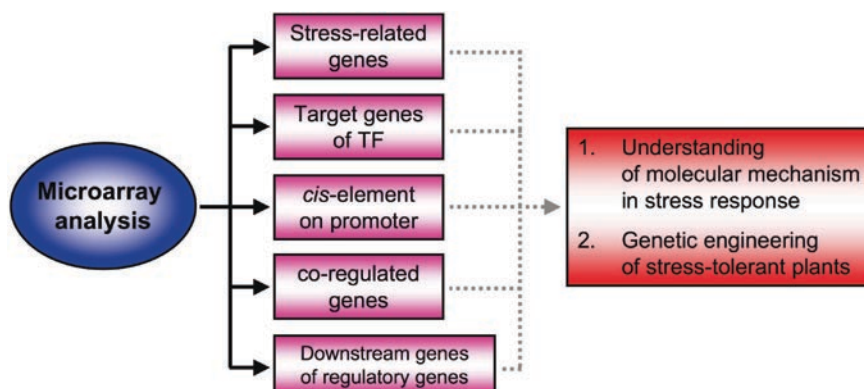 Microarray
analysis
Stress-related
genes
Target genes
of TF
cis-element
on promoter
co-regulated
genes
Downstream genes
of regulatory genes
1. Understanding
of molecular mechanism
in stress response
2. Genetic engineering
of stress-tolerant plants